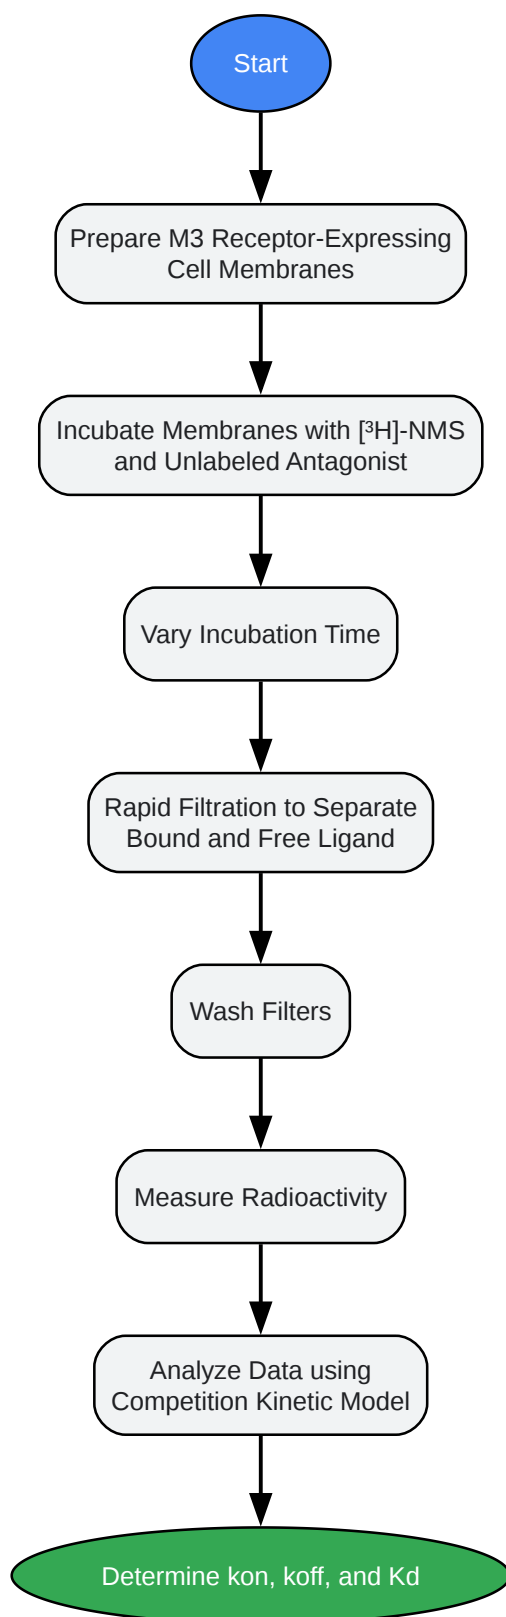 Start
Prepare M3 Receptor-Expressing
Cell Membranes
Incubate Membranes with [³H]-NMS
and Unlabeled Antagonist
Vary Incubation Time
Rapid Filtration to Separate
Bound and Free Ligand
Wash Filters
Measure Radioactivity
Analyze Data using
Competition Kinetic Model
Determine kon, koff, and Kd